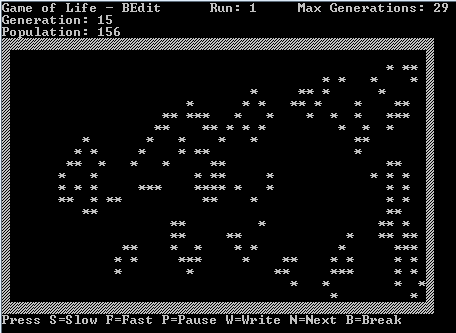 Game of Life - BEdit Run: 1 Max Generations: 29
Generation: 15
Population: 156
Press S=Slow F=Fast P=Pause W=Write N=Next B=Break